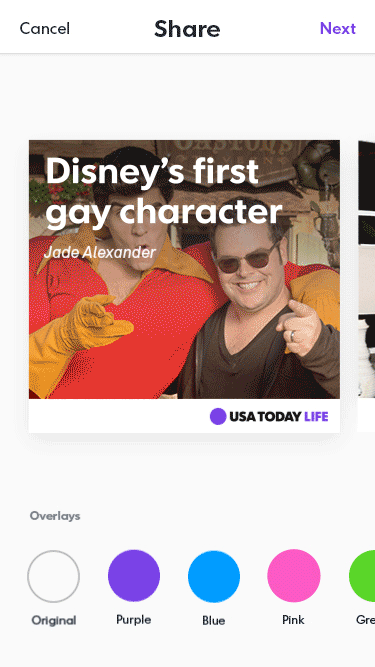 Cancel Share Next
Disney's first
gay character
Jade Alexander
USA TODAY LIFE
Overlays
Original Purple Blue Pink Gre